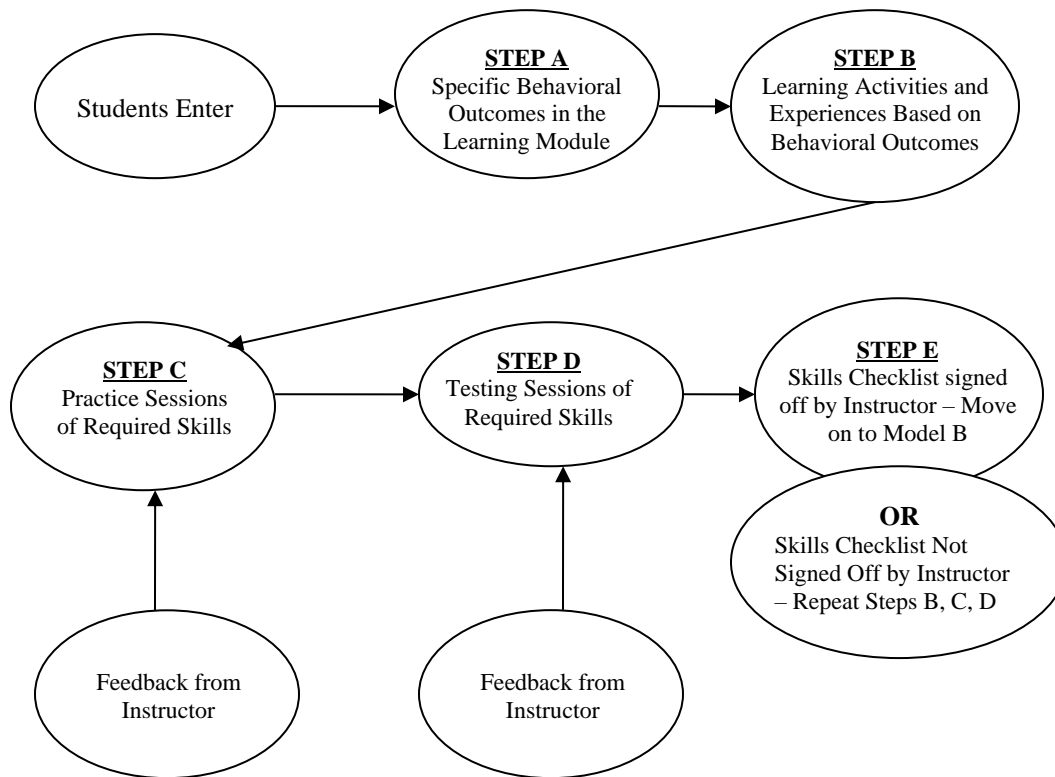 Students Enter
STEP A
Specific Behavioral
Outcomes in the
Learning Module
STEP B
Learning Activities and
Experiences Based on
Behavioral Outcomes
STEP C
Practice Sessions
of Required Skills
STEP D
Testing Sessions of
Required Skills
STEP E
Skills Checklist signed
off by Instructor – Move
on to Model B
OR
Skills Checklist Not
Signed Off by Instructor
– Repeat Steps B, C, D
Feedback from
Instructor
Feedback from
Instructor